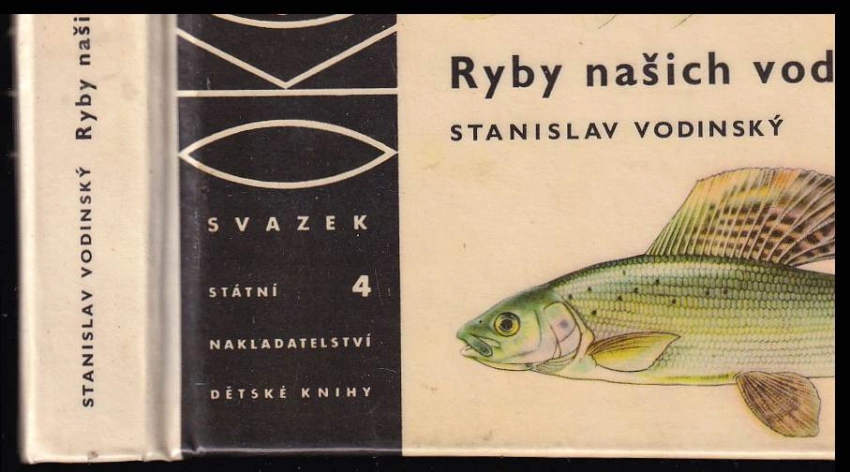 STANISLAV VODINSKÝ Ryby naši
Ryby našich vod
STANISLAV VODINSKÝ
SVAZEK
4
STÁTNÍ
NAKLADATELSTVÍ
DĚTSKÉ KNIHY